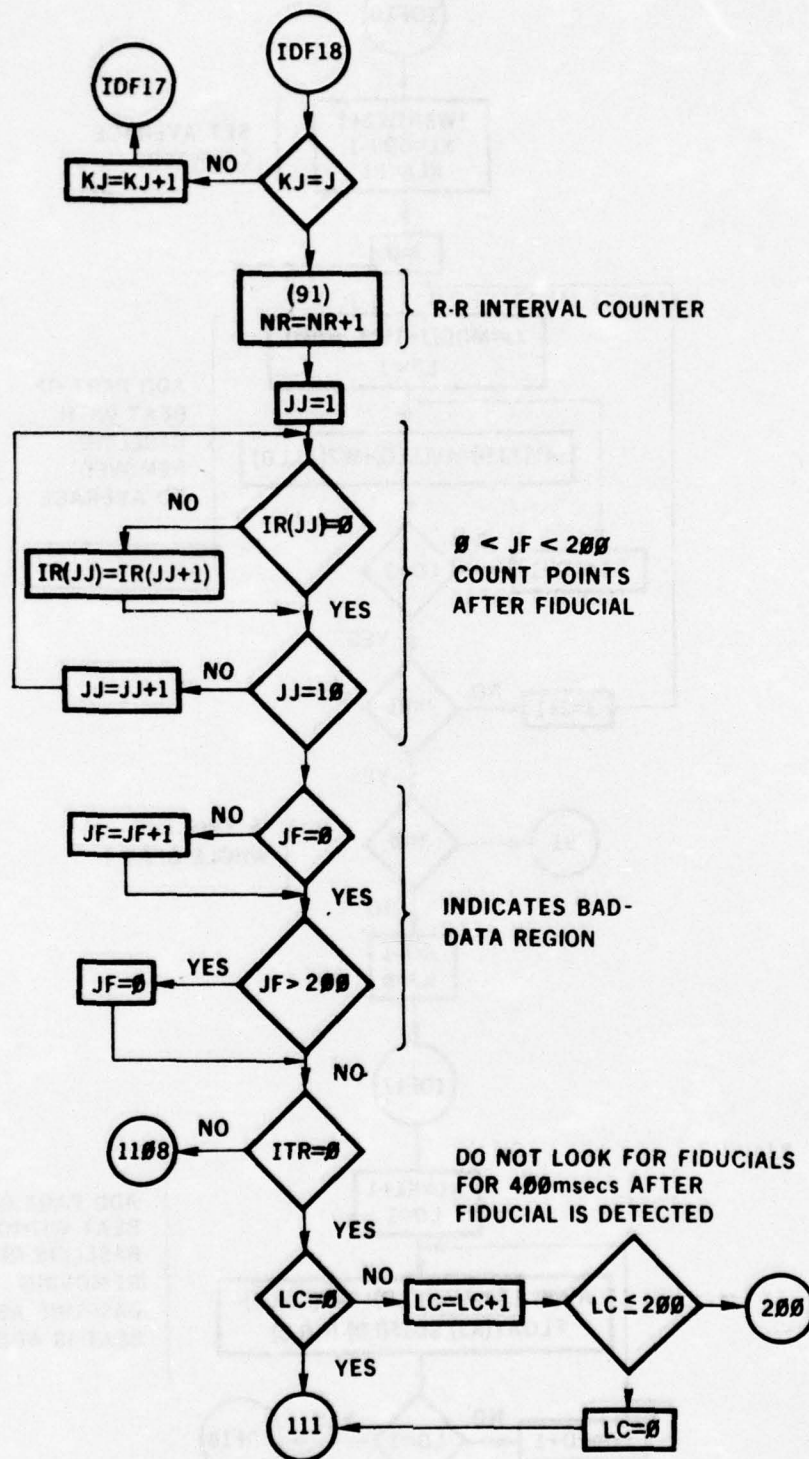 IDF18
IDF17
NO
KJ=KJ+1
KJ=J
(91)
NR=NR+1
R-R INTERVAL COUNTER
JJ=1
NO
IR(JJ)=Ø
IR(JJ)=IR(JJ+1)
YES
Ø < JF < 2ØØ
COUNT POINTS
AFTER FIDUCIAL
NO
JJ=JJ+1
JJ=1Ø
NO
JF=JF+1
JF=Ø
YES
INDICATES BAD-
DATA REGION
YES
JF=Ø
JF> 2ØØ
NO
NO
11Ø8
ITR=Ø
DO NOT LOOK FOR FIDUCIALS
FOR 4ØØmsecs AFTER
FIDUCIAL IS DETECTED
YES
LC=Ø
NO
LC=LC+1
LC ≤ 2ØØ
2ØØ
YES
111
LC=Ø